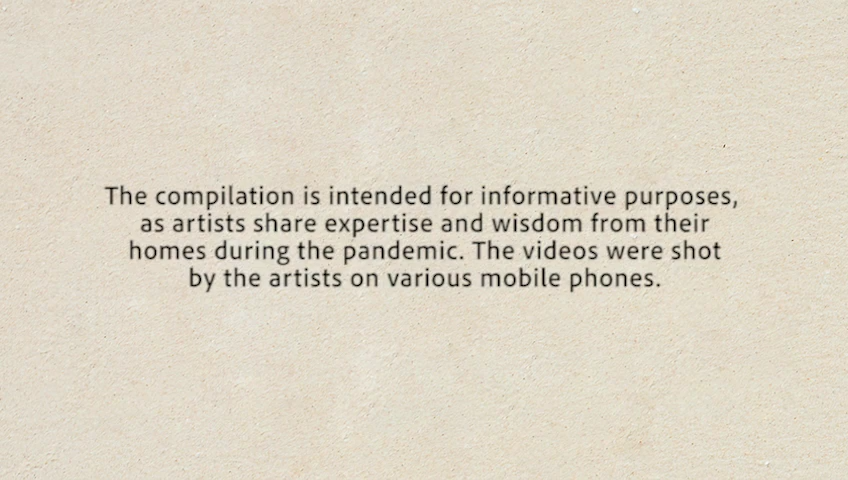 The compilation is intended for informative purposes,
as artists share expertise and wisdom from their
homes during the pandemic. The videos were shot
by the artists on various mobile phones.